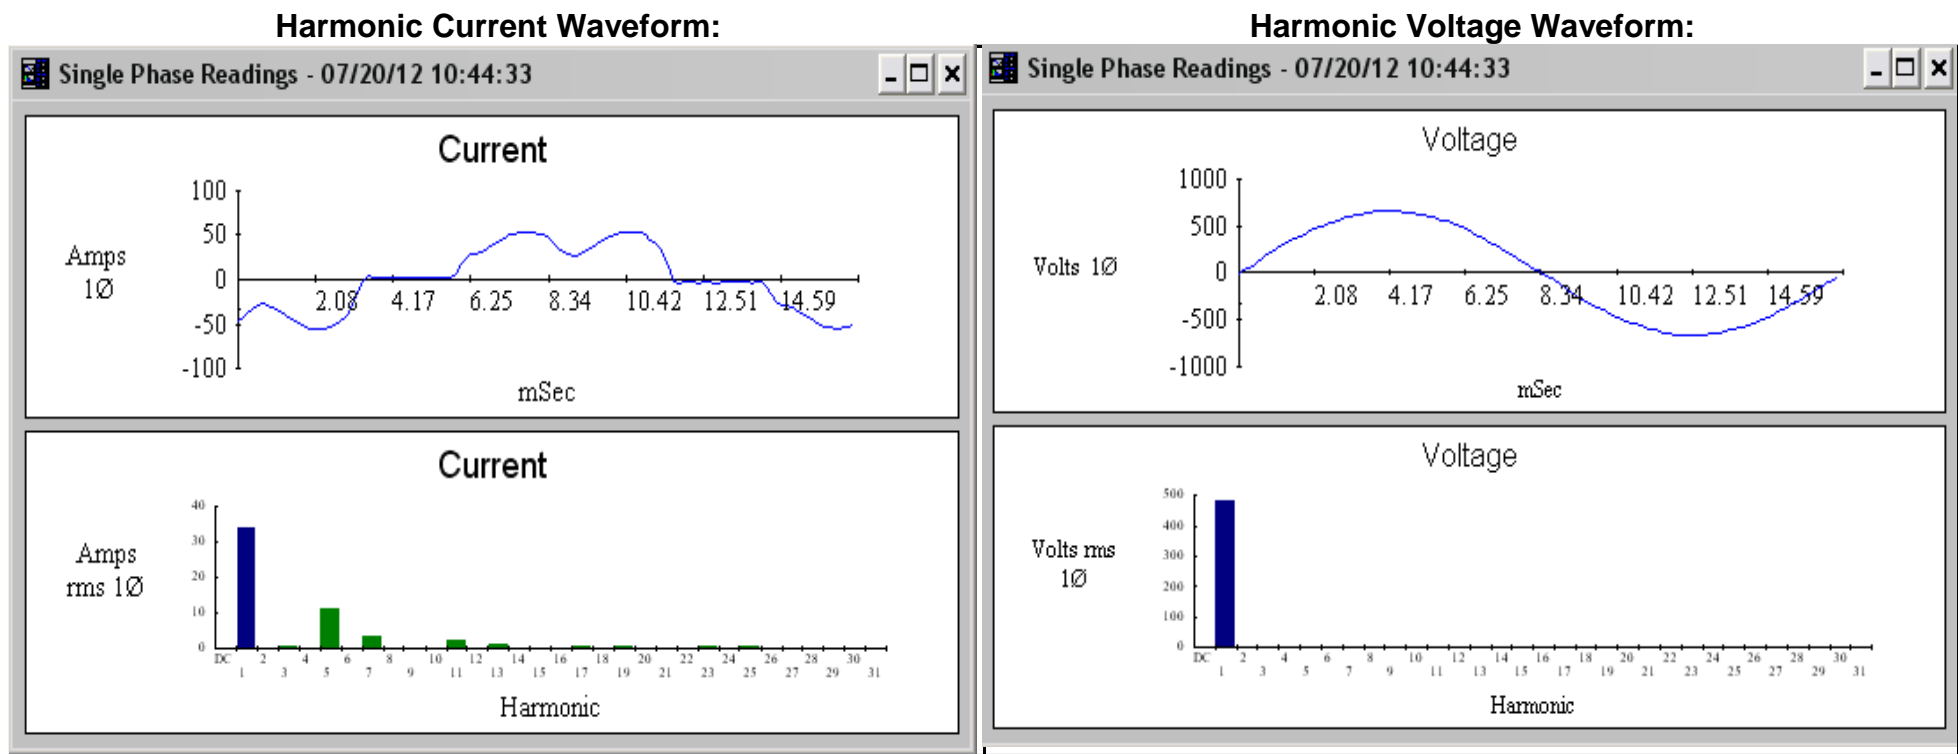 Harmonic Current Waveform:
Single Phase Readings - 07/20/12 10:44:33
Current
100
50
0
-50
-100
Amps
1Ø
2.08 4.17 6.25 8.34 10.42 12.51 14.59
mSec
Current
40
30
20
10
0
Amps
rms 1Ø
DC 2 4 6 8 10 12 14 16 18 20 22 24 26 28 30
1 3 5 7 9 11 13 15 17 19 21 23 25 27 29 31
Harmonic
Harmonic Voltage Waveform:
Single Phase Readings - 07/20/12 10:44:33
Voltage
1000
500
0
-500
-1000
Volts 1Ø
2.08 4.17 6.25 8.34 10.42 12.51 14.59
mSec
Voltage
500
400
300
200
100
0
Volts rms
1Ø
DC 2 4 6 8 10 12 14 16 18 20 22 24 26 28 30
1 3 5 7 9 11 13 15 17 19 21 23 25 27 29 31
Harmonic